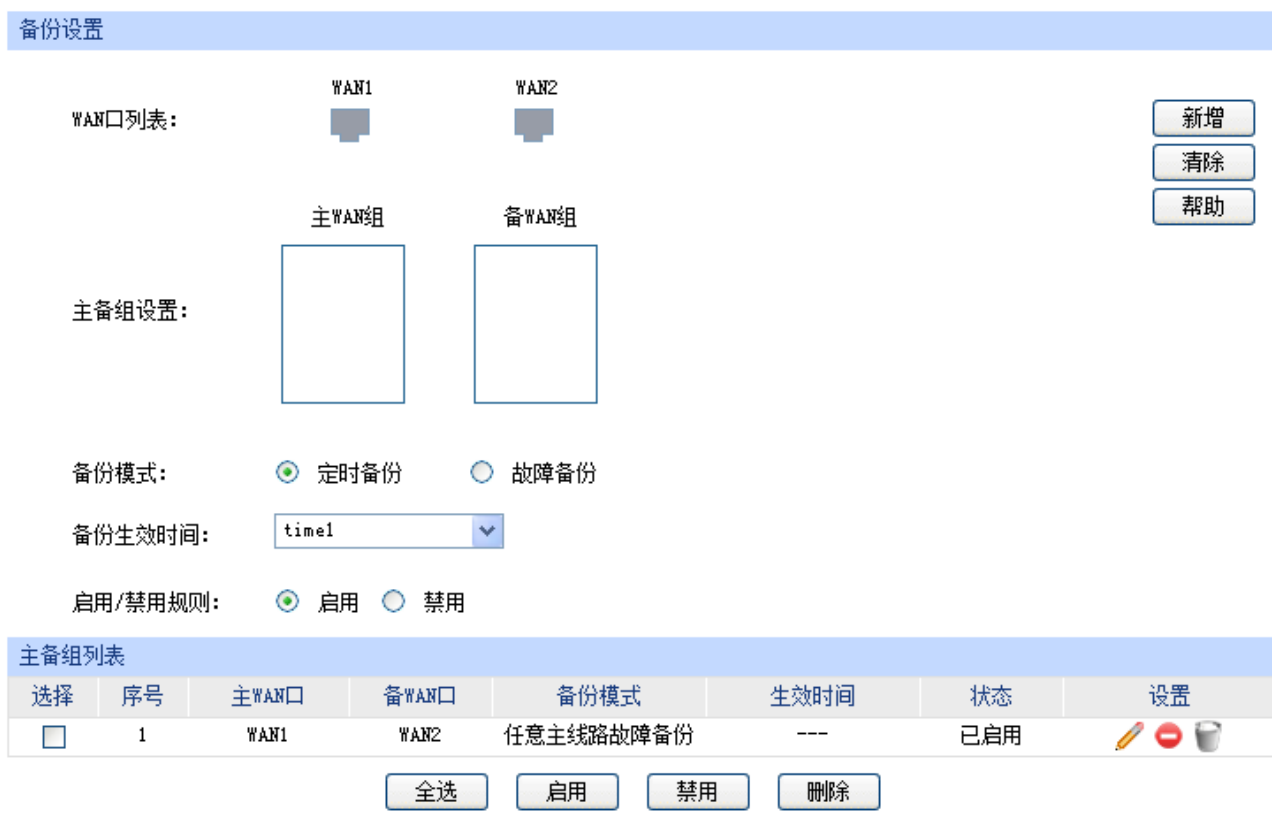 备份设置
WAN1 WAN2
WAN口列表：
新增
清除
帮助
主WAN组 备WAN组
主备组设置：
备份模式： 定时备份 故障备份
备份生效时间： time1
启用/禁用规则： 启用 禁用
主备组列表
选择 序号 主WAN口 备WAN口 备份模式 生效时间 状态 设置
1 WAN1 WAN2 任意主线路故障备份 --- 已启用
全选 启用 禁用 删除